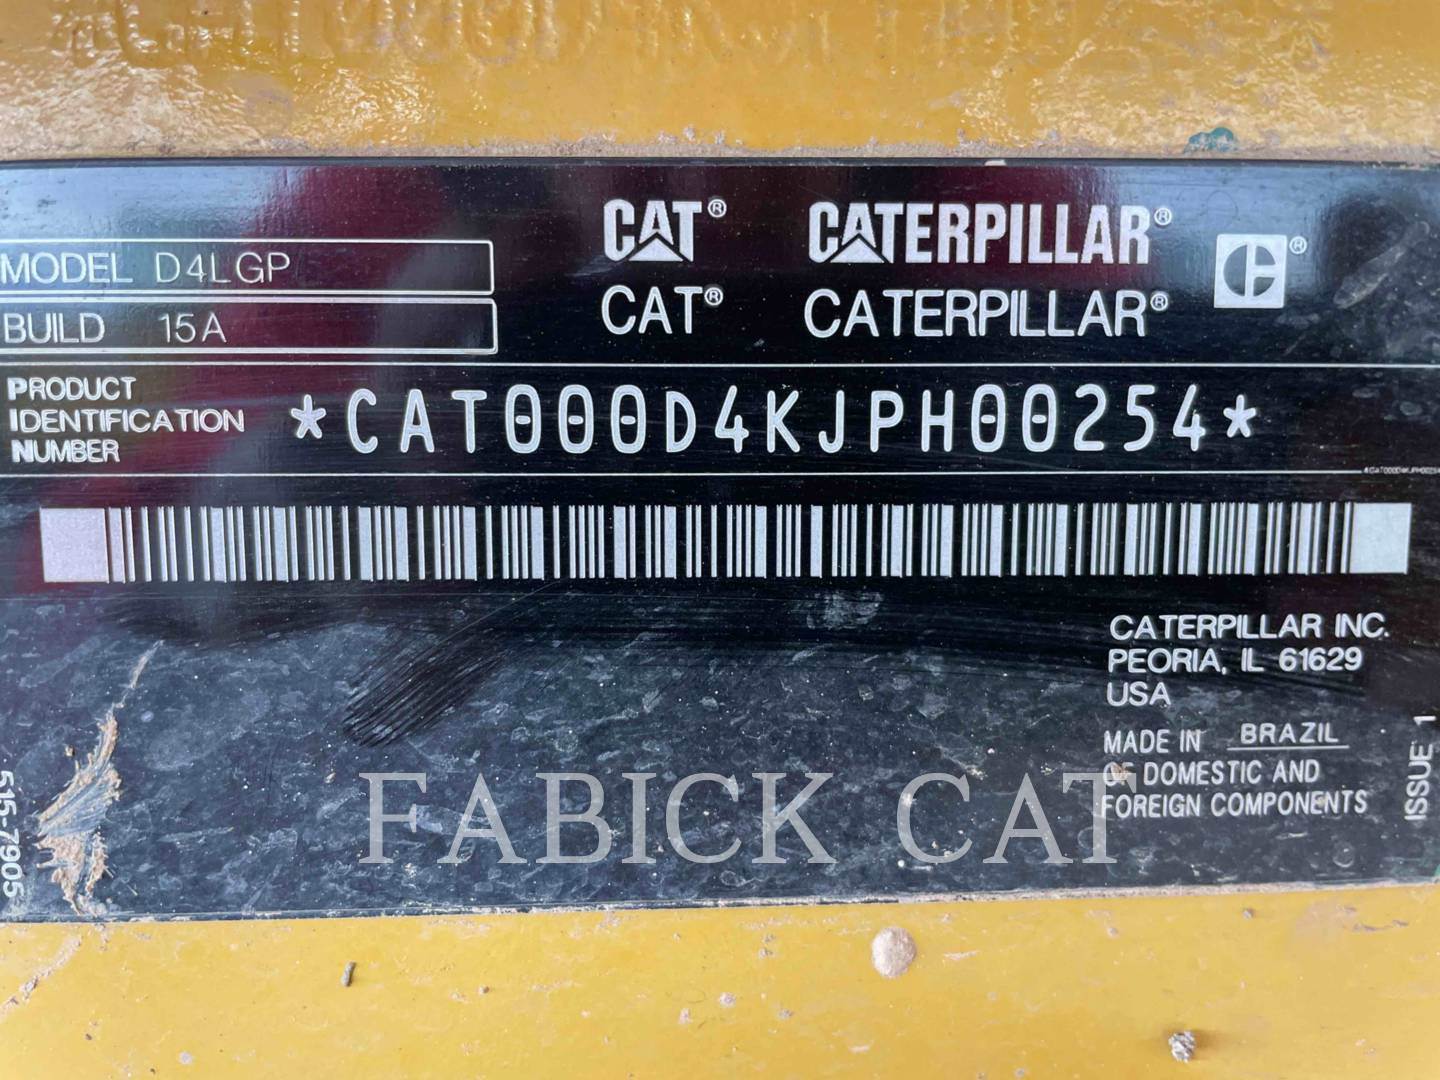 CAT® CATERPILLAR® C®
MODEL D4LGP
CAT® CATERPILLAR®
BUILD 15A
PRODUCT
IDENTIFICATION
NUMBER
*CAT000D4KJPH00254*
CATERPILLAR INC.
PEORIA, IL 61629
USA
MADE IN BRAZIL
OF DOMESTIC AND
FOREIGN COMPONENTS
ISSUE 1
515-7905
FABICK CAT